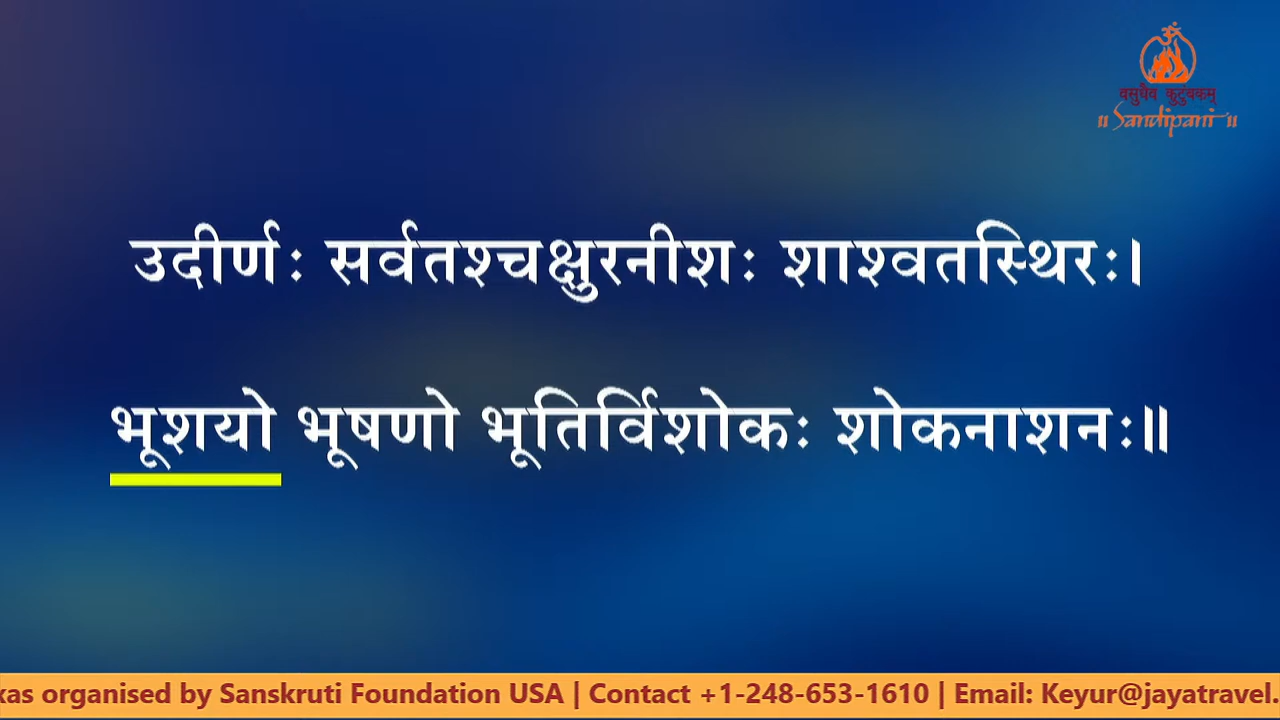 ॐ
वसुधैव कुटुंबकम्
॥ Sandipani ॥
उदीर्णः सर्वतश्चक्षुरनीशः शाश्वतस्थिरः।
भूशयो भूषणो भूतिर्विशोकः शोकनाशनः॥
xas organised by Sanskruti Foundation USA | Contact +1-248-653-1610 | Email: Keyur@jayatravel.